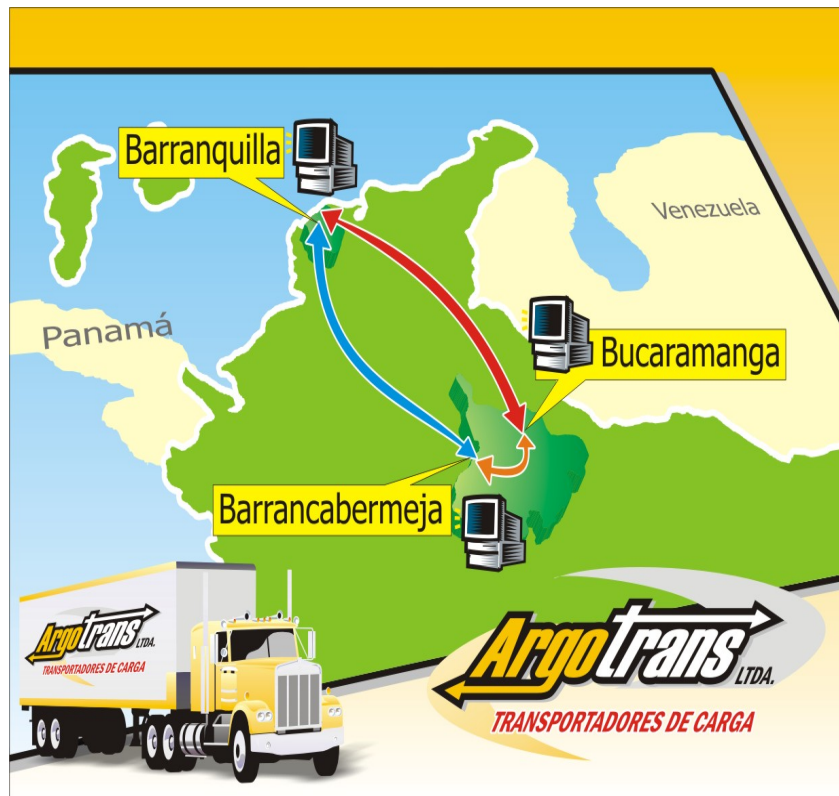 Barranquilla
Venezuela
Panamá
Bucaramanga
Barrancabermeja
Argotrans LTDA.
TRANSPORTADORES DE CARGA
Argotrans LTDA.
TRANSPORTADORES DE CARGA